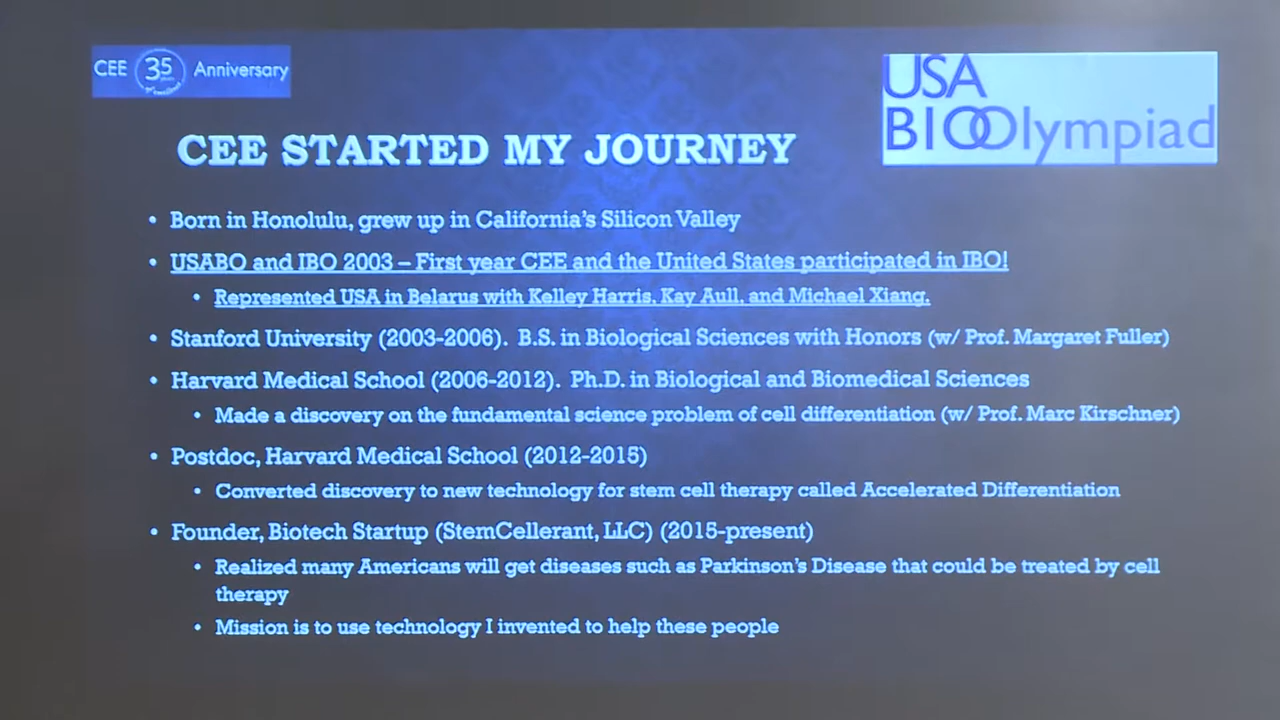 CEE 35 Anniversary
USA
BIOOlympiad
CEE STARTED MY JOURNEY
• Born in Honolulu, grew up in California's Silicon Valley
• USABO and IBO 2003 – First year CEE and the United States participated in IBO!
• Represented USA in Belarus with Kelley Harris, Kay Aull, and Michael Xiang.
• Stanford University (2003-2006). B.S. in Biological Sciences with Honors (w/ Prof. Margaret Fuller)
• Harvard Medical School (2006-2012). Ph.D. in Biological and Biomedical Sciences
• Made a discovery on the fundamental science problem of cell differentiation (w/ Prof. Marc Kirschner)
• Postdoc, Harvard Medical School (2012-2015)
• Converted discovery to new technology for stem cell therapy called Accelerated Differentiation
• Founder, Biotech Startup (StemCellerant, LLC) (2015-present)
• Realized many Americans will get diseases such as Parkinson's Disease that could be treated by cell
therapy
• Mission is to use technology I invented to help these people